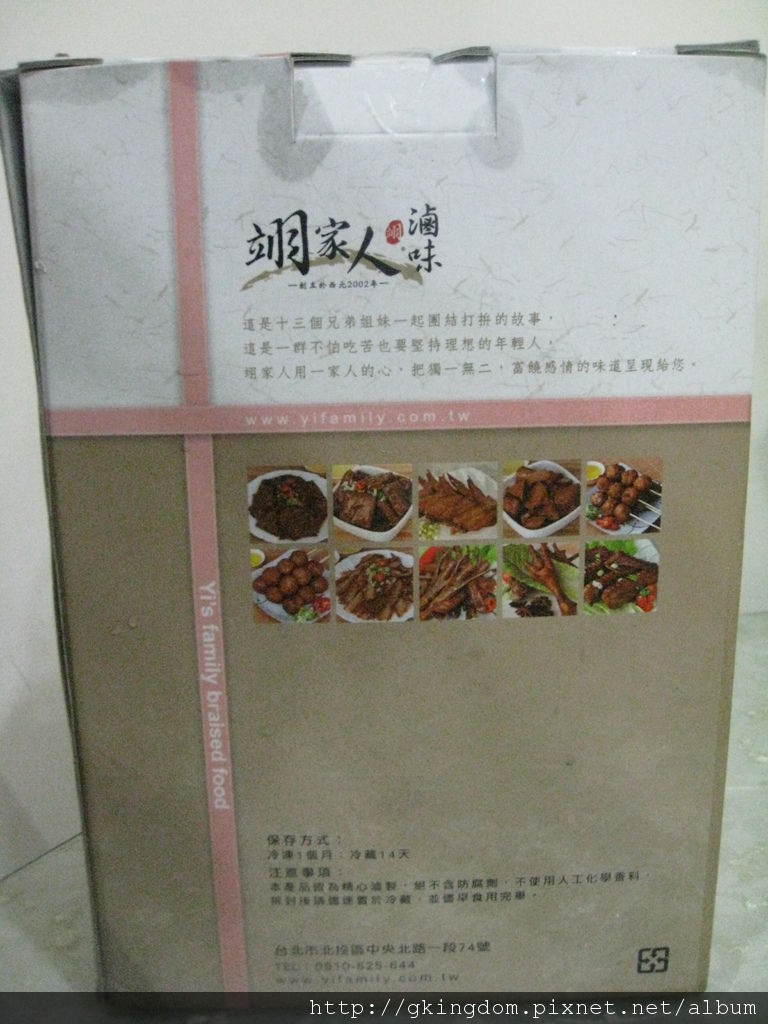 翊家人 翊 滷味
—創立於西元2002年—
這是十三個兄弟姐妹一起團結打拚的故事，
這是一群不怕吃苦也要堅持理想的年輕人，
翊家人用一家人的心，把獨一無二，富饒感情的味道呈現給您。
www.yifamily.com.tw
Yi's family braised food
保存方式：
冷凍1個月；冷藏14天
注意事項：
本產品皆為精心滷製，絕不含防腐劑，不使用人工化學香料，
拆封後請儘速置於冷藏，並儘早食用完畢。
台北市北投區中央北路一段74號
TEL：0910-625-644
www.yifamily.com.tw
http://gkingdom.pixnet.net/album